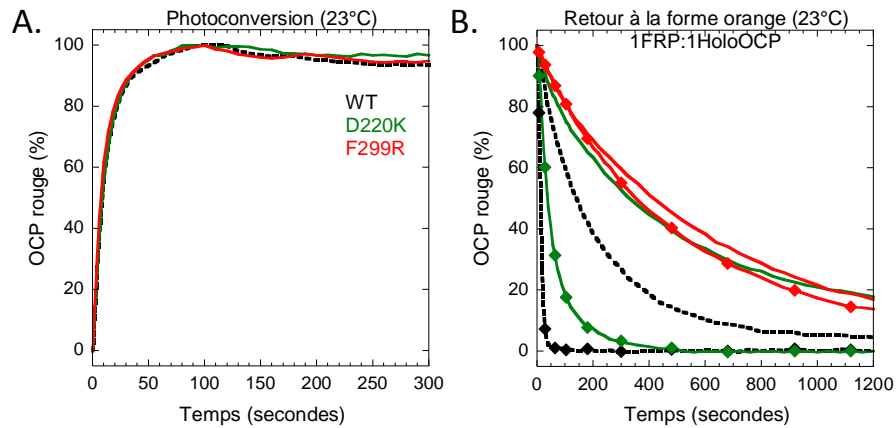 A.
Photoconversion (23°C)
OCP rouge (%)
100
80
60
40
20
0
WT
D220K
F299R
0
50
100
150
200
250
300
Temps (secondes)
B.
Retour à la forme orange (23°C)
1FRP:1HoloOCP
OCP rouge (%)
100
80
60
40
20
0
0
200
400
600
800
1000
1200
Temps (secondes)